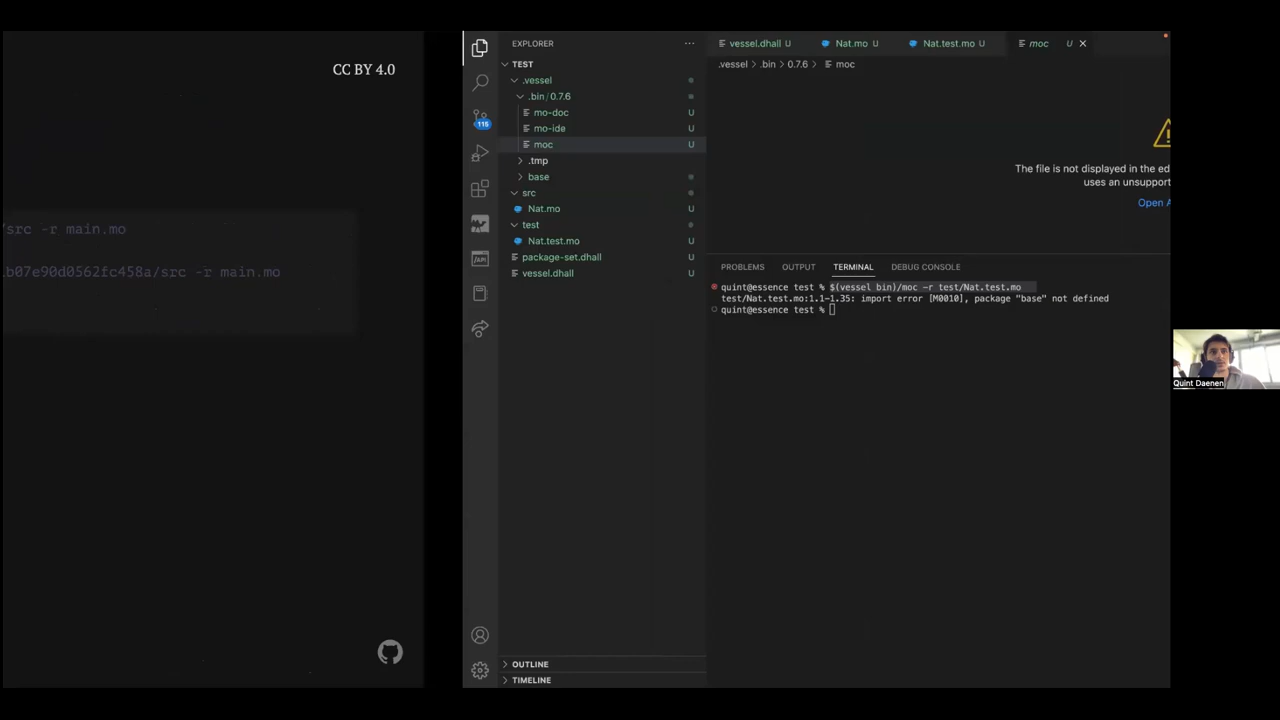 CC BY 4.0
/src -r main.mo
.b07e90d0562fc458a/src -r main.mo
EXPLORER
TEST
.vessel
.bin/0.7.6
mo-doc U
mo-ide U
moc U
.tmp
base
src
Nat.mo U
test
Nat.test.mo U
package-set.dhall U
vessel.dhall U
115
/API
OUTLINE
TIMELINE
vessel.dhall U Nat.mo U Nat.test.mo U moc U
.vessel > .bin > 0.7.6 > moc
The file is not displayed in the ed
uses an unsupport
Open A
PROBLEMS OUTPUT TERMINAL DEBUG CONSOLE
quint@essence test % $(vessel bin)/moc -r test/Nat.test.mo
test/Nat.test.mo:1.1-1.35: import error [M0010], package "base" not defined
quint@essence test %
Quint Daenen